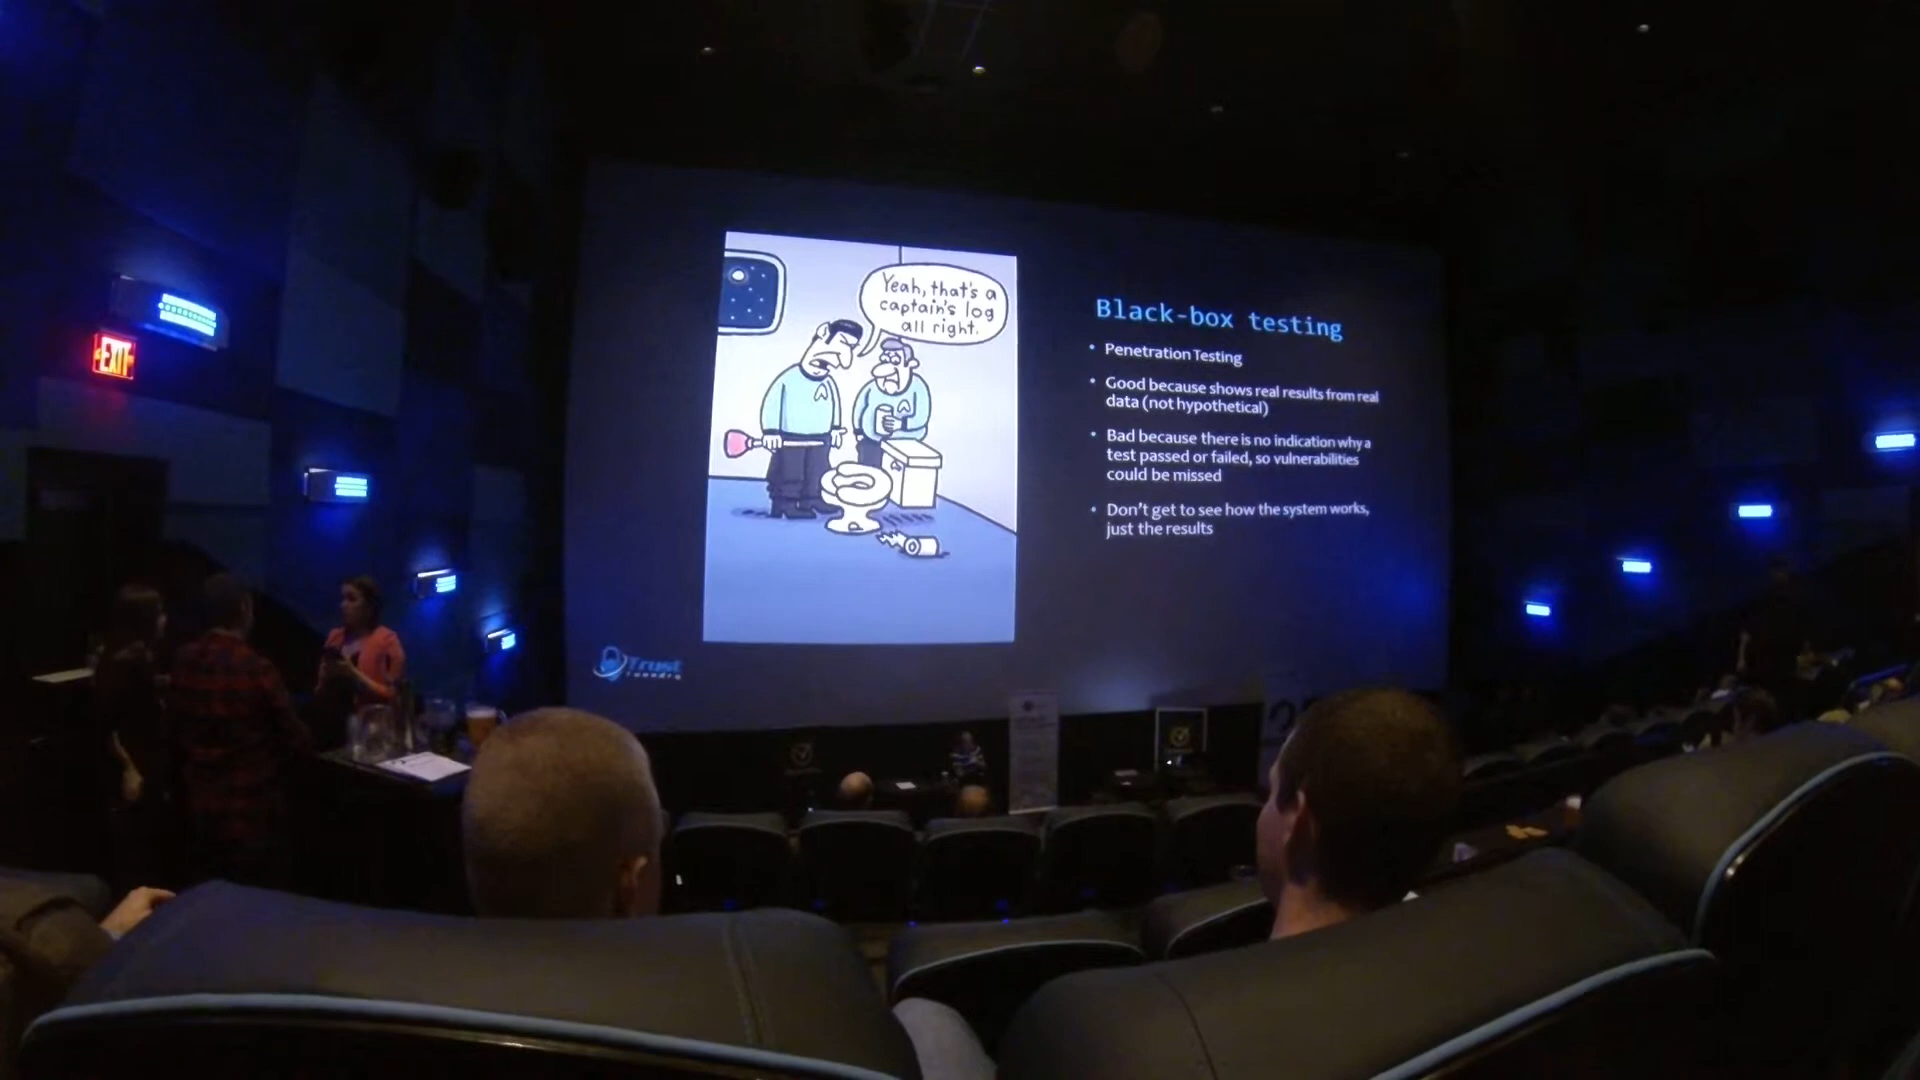 EXIT
Yeah, that's a
captain's log
all right.
Black-box testing
• Penetration Testing
• Good because shows real results from real
data (not hypothetical)
• Bad because there is no indication why a
test passed or failed, so vulnerabilities
could be missed
• Don't get to see how the system works,
just the results
Trust
Foundry